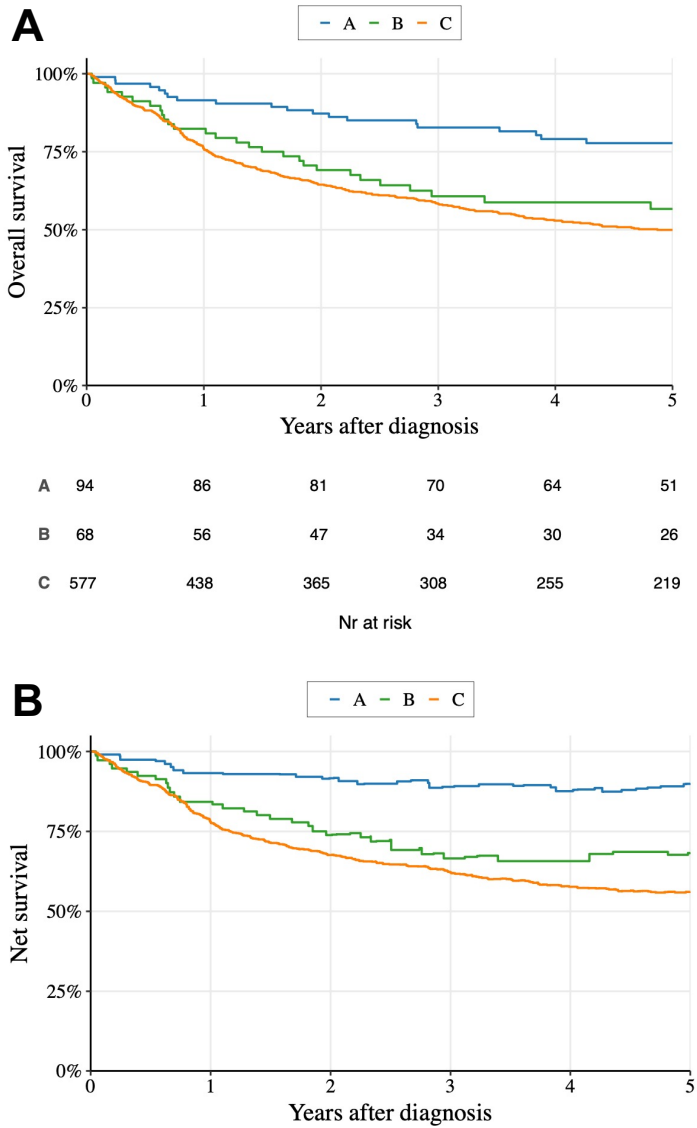 A
A B C
100%
75%
50%
25%
0%
Overall survival
0 1 2 3 4 5
Years after diagnosis
A 94 86 81 70 64 51
B 68 56 47 34 30 26
C 577 438 365 308 255 219
Nr at risk
B
A B C
100%
75%
50%
25%
0%
Net survival
0 1 2 3 4 5
Years after diagnosis